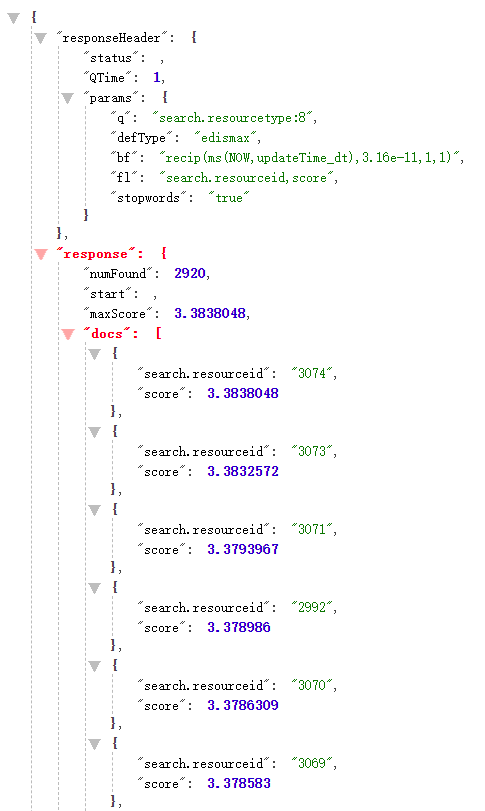 {
"responseHeader": {
"status": ,
"QTime": 1,
"params": {
"q": "search.resourcetype:8",
"defType": "edismax",
"bf": "recip(ms(NOW,updateTime_dt),3.16e-11,1,1)",
"fl": "search.resourceid,score",
"stopwords": "true"
}
},
"response": {
"numFound": 2920,
"start": ,
"maxScore": 3.3838048,
"docs": [
{
"search.resourceid": "3074",
"score": 3.3838048
},
{
"search.resourceid": "3073",
"score": 3.3832572
},
{
"search.resourceid": "3071",
"score": 3.3793967
},
{
"search.resourceid": "2992",
"score": 3.378986
},
{
"search.resourceid": "3070",
"score": 3.3786309
},
{
"search.resourceid": "3069",
"score": 3.378583
},